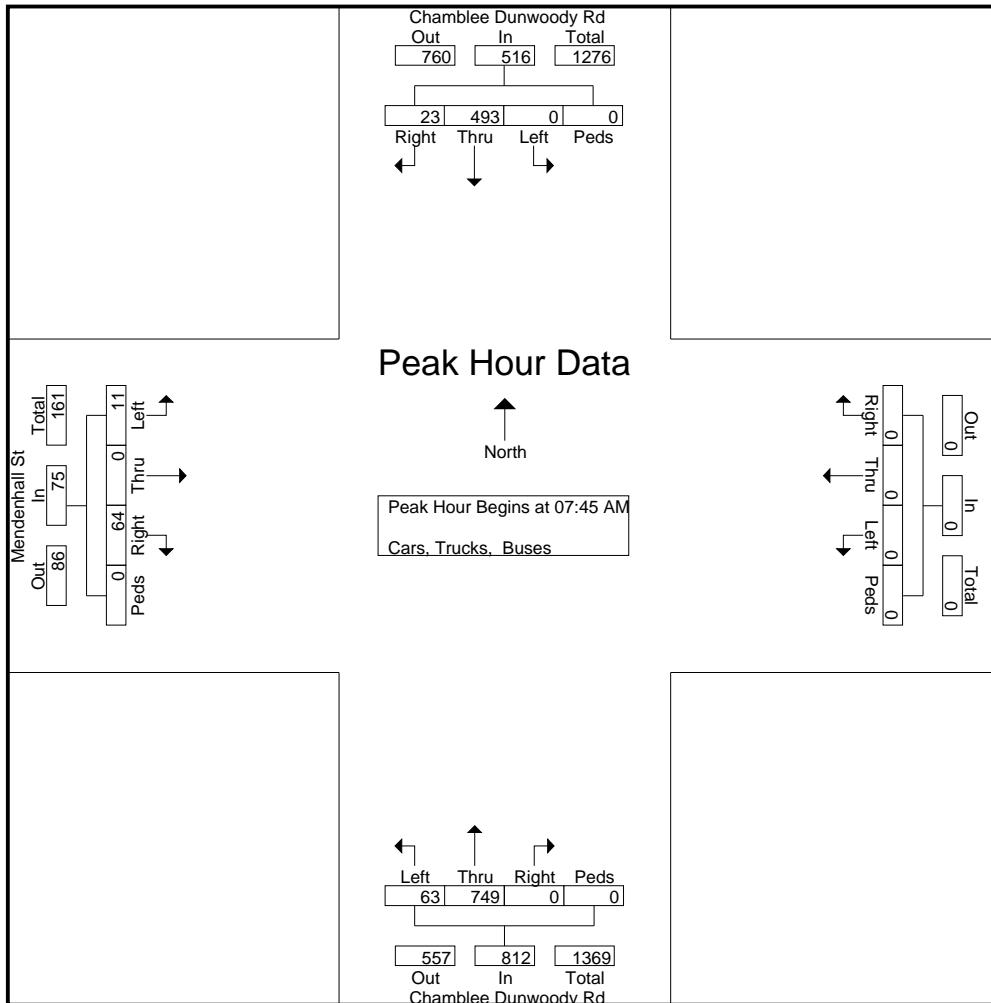 Chamblee Dunwoody Rd
Out In Total
760 516 1276
23 493 0 0
Right Thru Left Peds
Peak Hour Data
North
Peak Hour Begins at 07:45 AM
Cars, Trucks, Buses
Mendenhall St
Total In Out
161 75 86
11 0 64 0
Left Thru Right Peds
Right Thru Left Peds
0 0 0 0
Out In Total
0 0 0
Left Thru Right Peds
63 749 0 0
557 812 1369
Out In Total
Chamblee Dunwoody Rd